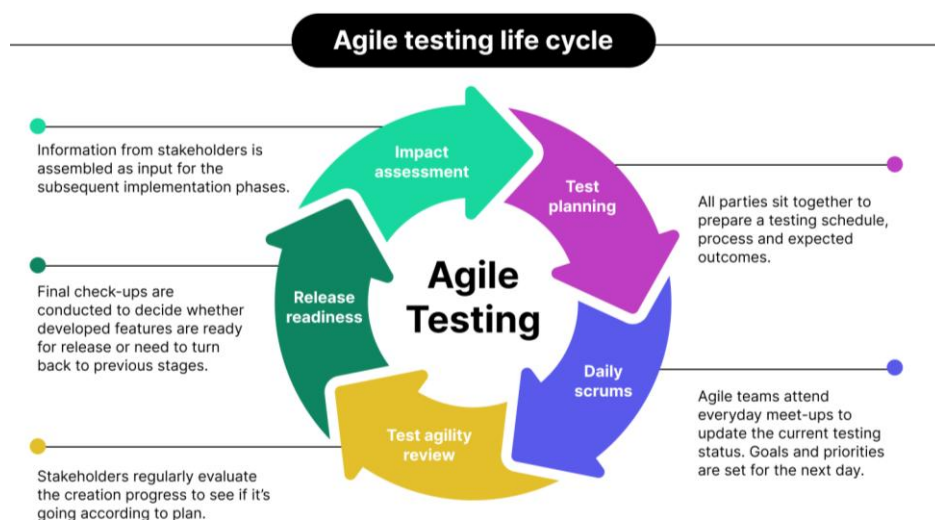 Agile testing life cycle
Impact
assessment
Information from stakeholders is
assembled as input for the
subsequent implementation phases.
Test
planning
All parties sit together to
prepare a testing schedule,
process and expected
outcomes.
Agile
Testing
Release
readiness
Final check-ups are
conducted to decide whether
developed features are ready
for release or need to turn
back to previous stages.
Daily
scrums
Agile teams attend
everyday meet-ups to
update the current testing
status. Goals and priorities
are set for the next day.
Test agility
review
Stakeholders regularly evaluate
the creation progress to see if it's
going according to plan.